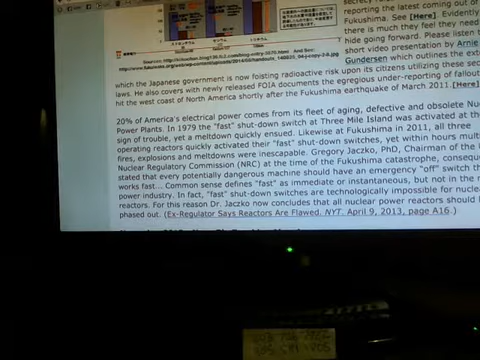 secrecy
reporting the latest coming out of
Fukushima. See [Here] Evidently
there is much they feel they need
hide going forward. Please listen t
short video presentation by Arnie
Gundersen which outlines the ext
which the Japanese government is now foisting radioactive risk upon its citizens utilizing these sec
laws. He also covers with newly released FOIA documents the egregious under-reporting of fallout
hit the west coast of North America shortly after the Fukushima earthquake of March 2011 [Here]
20% of America's electrical power comes from its fleet of aging, defective and obsolete Nu
Power Plants. In 1979 the "fast" shut-down switch at Three Mile Island was activated at the
sign of trouble, yet a meltdown quickly ensued. Likewise at Fukushima in 2011, all three
operating reactors quickly activated their "fast" shut-down switches, yet within hours mult
fires, explosions and meltdowns were inescapable. Gregory Jaczko, PhD, Chairman of the
Nuclear Regulatory Commission (NRC) at the time of the Fukushima catastrophe, consequ
stated that every potentially dangerous machine should have an emergency "off" switch th
works fast... Common sense defines "fast" as immediate or instantaneous, but not in the n
power industry. In fact, "fast" shut-down switches are technologically impossible for nuclea
reactors. For this reason Dr. Jaczko now concludes that all nuclear power reactors should b
phased out. (Ex-Regulator Says Reactors Are Flawed. NYT. April 9, 2013, page A16.)